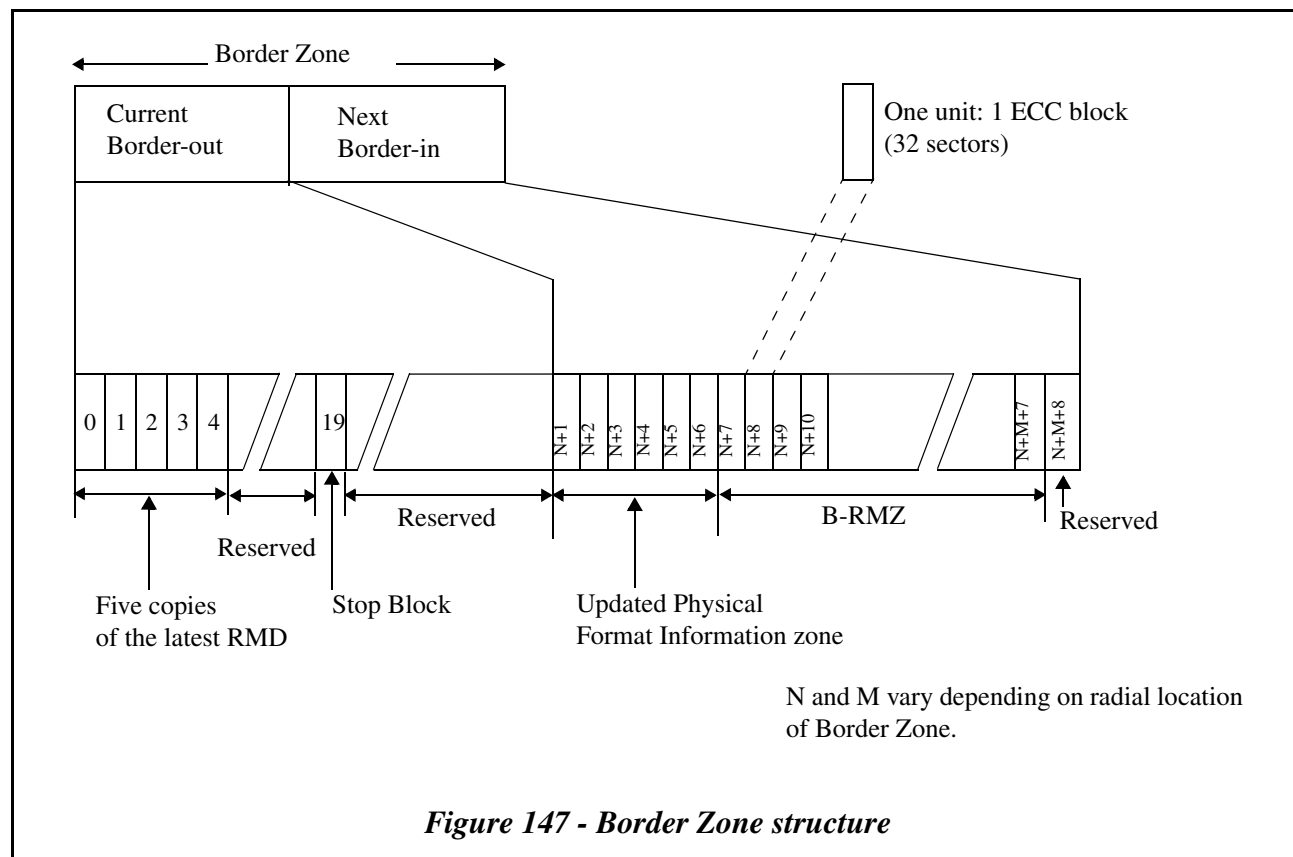 Border Zone
Current
Border-out
Next
Border-in
One unit: 1 ECC block
(32 sectors)
0
1
2
3
4
19
N+1
N+2
N+3
N+4
N+5
N+6
N+7
N+8
N+9
N+10
N+M+7
N+M+8
Reserved
Reserved
B-RMZ
Reserved
Five copies
of the latest RMD
Stop Block
Updated Physical
Format Information zone
N and M vary depending on radial location
of Border Zone.
Figure 147 - Border Zone structure